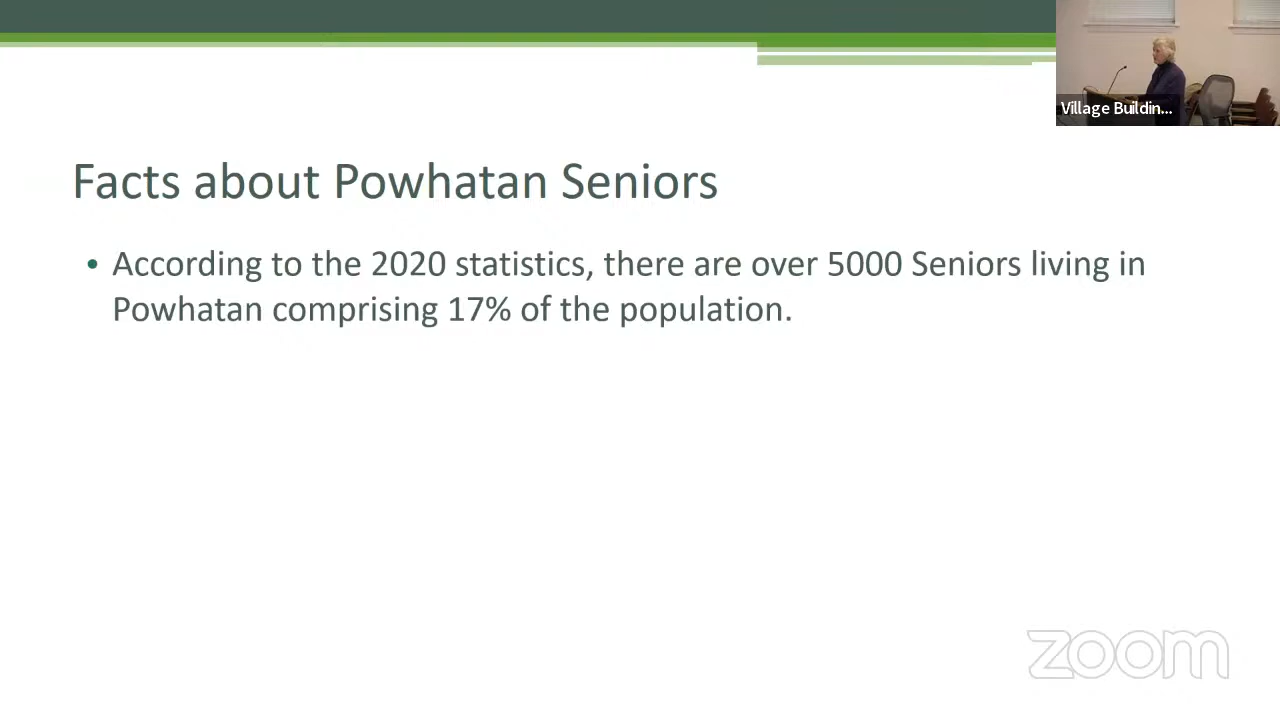 Village Buildin...
Facts about Powhatan Seniors
• According to the 2020 statistics, there are over 5000 Seniors living in
Powhatan comprising 17% of the population.
zoom